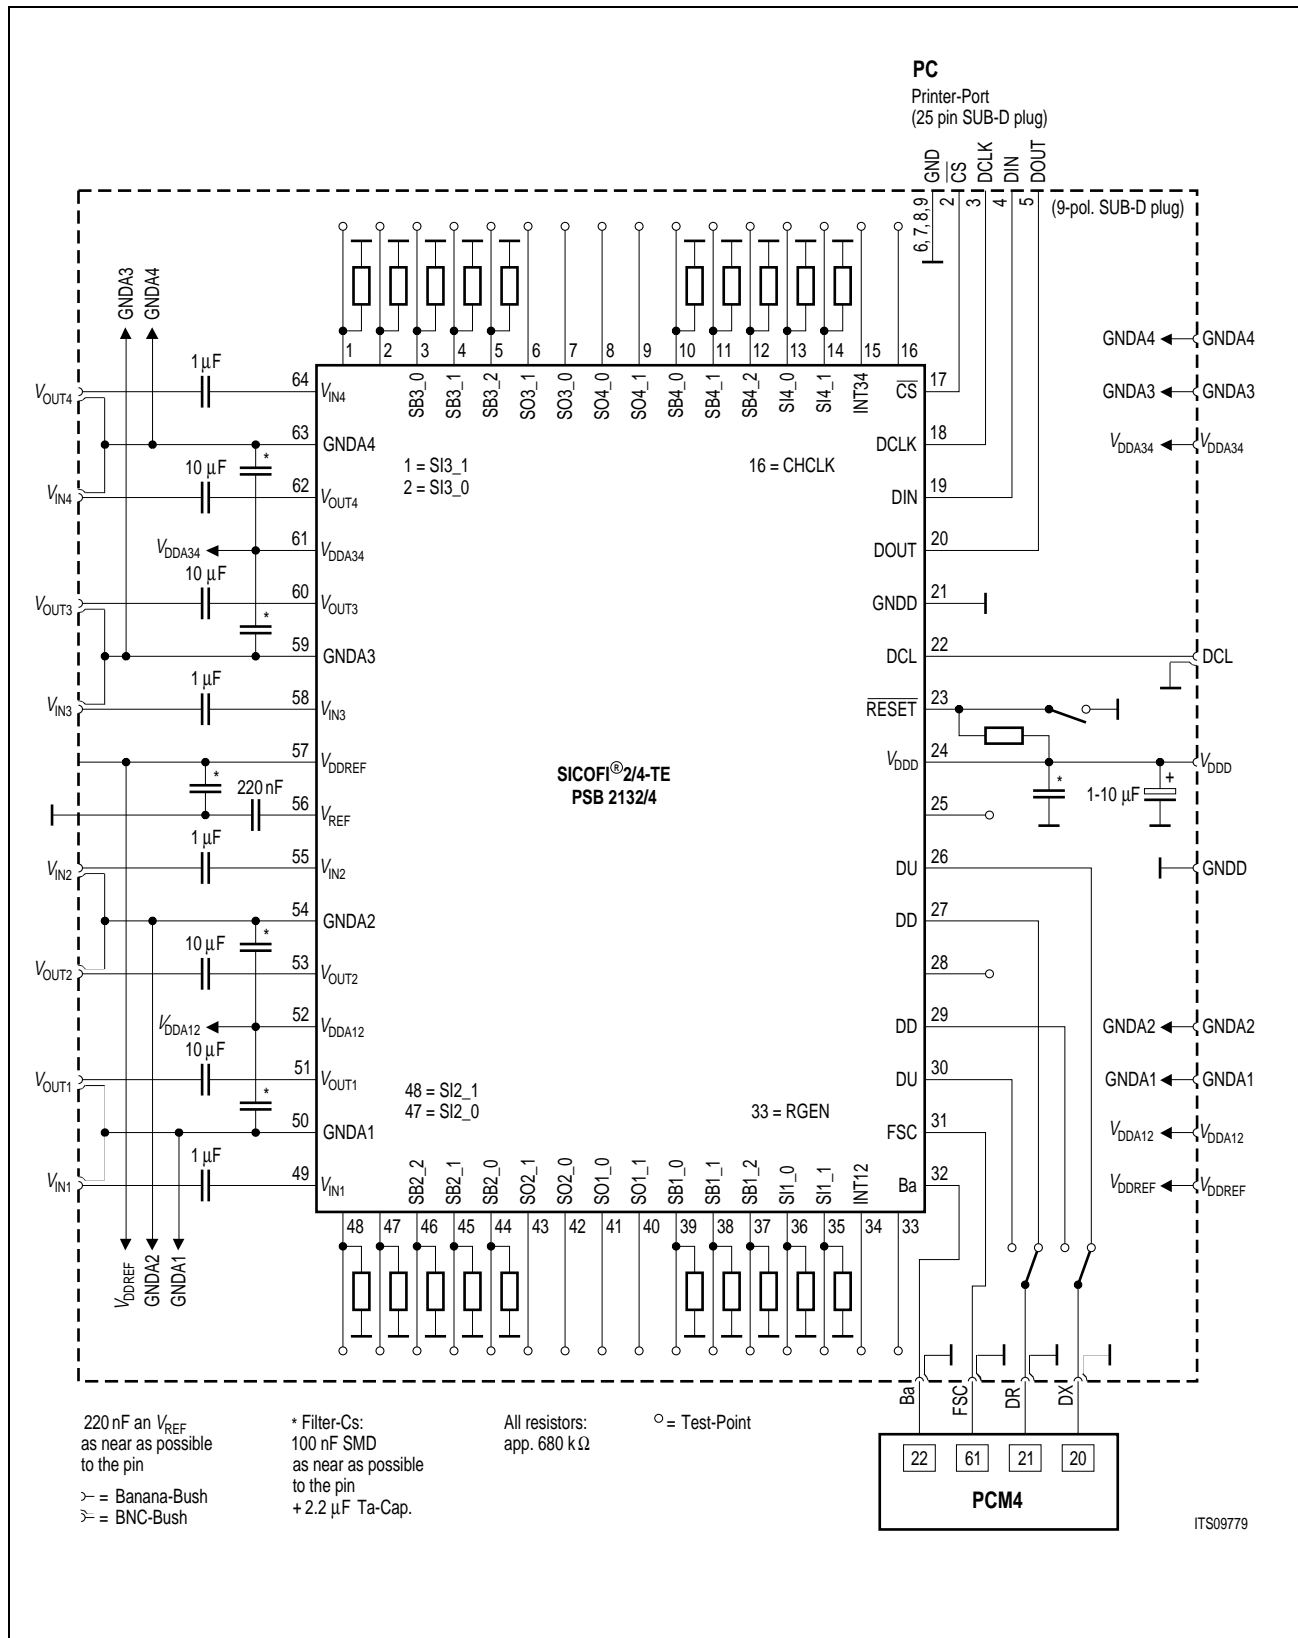 PC
Printer-Port
(25 pin SUB-D plug)
GND
CS
DCLK
DIN
DOUT
6, 7, 8, 9
2
3
4
5
(9-pol. SUB-D plug)
GNDA3
GNDA4
1 2 3 4 5 6 7 8 9 10 11 12 13 14 15 16
SB3_0
SB3_1
SB3_2
SO3_1
SO3_0
SO4_0
SO4_1
SB4_0
SB4_1
SB4_2
SI4_0
SI4_1
INT34
1 = SI3_1
2 = SI3_0
16 = CHCLK
VOUT4 1 µF 64 VIN4
63 GNDA4
VIN4 10 µF 62 VOUT4
VDDA34 61 VDDA34
VOUT3 10 µF 60 VOUT3
59 GNDA3
VIN3 1 µF 58 VIN3
57 VDDREF
220 nF 56 VREF
VIN2 1 µF 55 VIN2
54 GNDA2
VOUT2 10 µF 53 VOUT2
VDDA12 52 VDDA12
VOUT1 10 µF 51 VOUT1
50 GNDA1
VIN1 1 µF 49 VIN1
* * * * * *
SICOFI®2/4-TE
PSB 2132/4
CS 17
DCLK 18
DIN 19
DOUT 20
GNDD 21
DCL 22 DCL
RESET 23
VDDD 24 VDDD
* 1-10 µF +
25
DU 26 GNDD
DD 27
28
DD 29
DU 30
FSC 31
Ba 32
GNDA4 GNDA4
GNDA3 GNDA3
VDDA34 VDDA34
GNDA2 GNDA2
GNDA1 GNDA1
VDDA12 VDDA12
VDDREF VDDREF
48 = SI2_1
47 = SI2_0
33 = RGEN
SB2_2
SB2_1
SB2_0
SO2_1
SO2_0
SO1_0
SO1_1
SB1_0
SB1_1
SB1_2
SI1_0
SI1_1
INT12
48 47 46 45 44 43 42 41 40 39 38 37 36 35 34 33
VDDREF
GNDA2
GNDA1
Ba
FSC
DR
DX
22 61 21 20
PCM4
220 nF an VREF
as near as possible
to the pin
= Banana-Bush
= BNC-Bush
* Filter-Cs:
100 nF SMD
as near as possible
to the pin
+ 2.2 µF Ta-Cap.
All resistors:
app. 680 k Ω
= Test-Point
ITS09779